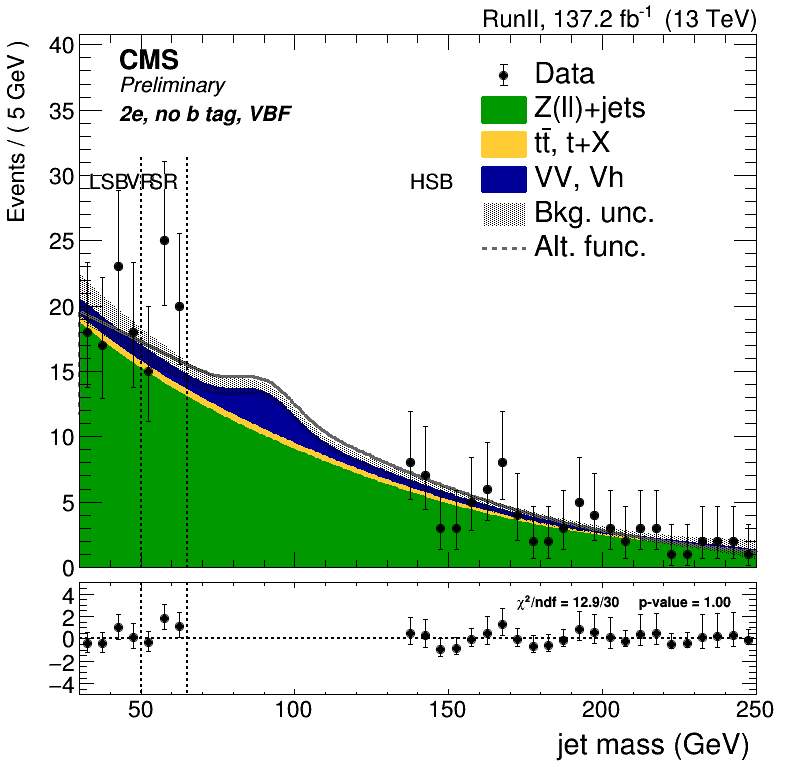 RunII, 137.2 fb⁻¹ (13 TeV)
CMS
Preliminary
2e, no b tag, VBF
Data
Z(ll)+jets
tt̄, t+X
VV, Vh
Bkg. unc.
Alt. func.
LSB VR SR HSB
Events / ( 5 GeV )
40
35
30
25
20
15
10
5
0
χ²/ndf = 12.9/30 p-value = 1.00
4
2
0
−2
−4
50 100 150 200 250
jet mass (GeV)